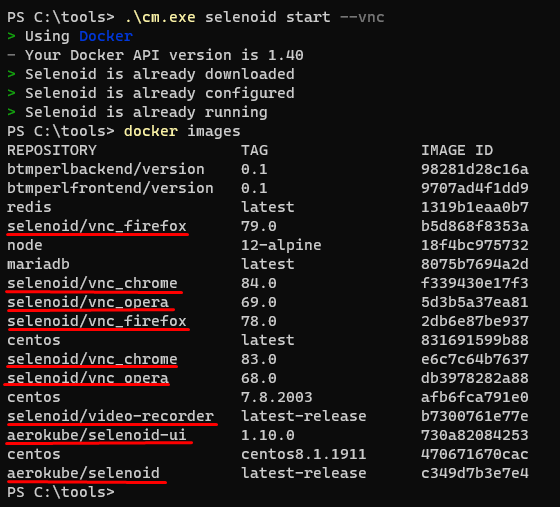 PS C:\tools> .\cm.exe selenoid start --vnc
> Using Docker
- Your Docker API version is 1.40
> Selenoid is already downloaded
> Selenoid is already configured
> Selenoid is already running
PS C:\tools> docker images
REPOSITORY TAG IMAGE ID
btmperlbackend/version 0.1 98281d28c16a
btmperlfrontend/version 0.1 9707ad4f1dd9
redis latest 1319b1eaa0b7
selenoid/vnc_firefox 79.0 b5d868f8353a
node 12-alpine 18f4bc975732
mariadb latest 8075b7694a2d
selenoid/vnc_chrome 84.0 f339430e17f3
selenoid/vnc_opera 69.0 5d3b5a37ea81
selenoid/vnc_firefox 78.0 2db6e87be937
centos latest 831691599b88
selenoid/vnc_chrome 83.0 e6c7c64b7637
selenoid/vnc_opera 68.0 db3978282a88
centos 7.8.2003 afb6fca791e0
selenoid/video-recorder latest-release b7300761e77e
aerokube/selenoid-ui 1.10.0 730a82084253
centos centos8.1.1911 470671670cac
aerokube/selenoid latest-release c349d7b3e7e4
PS C:\tools>